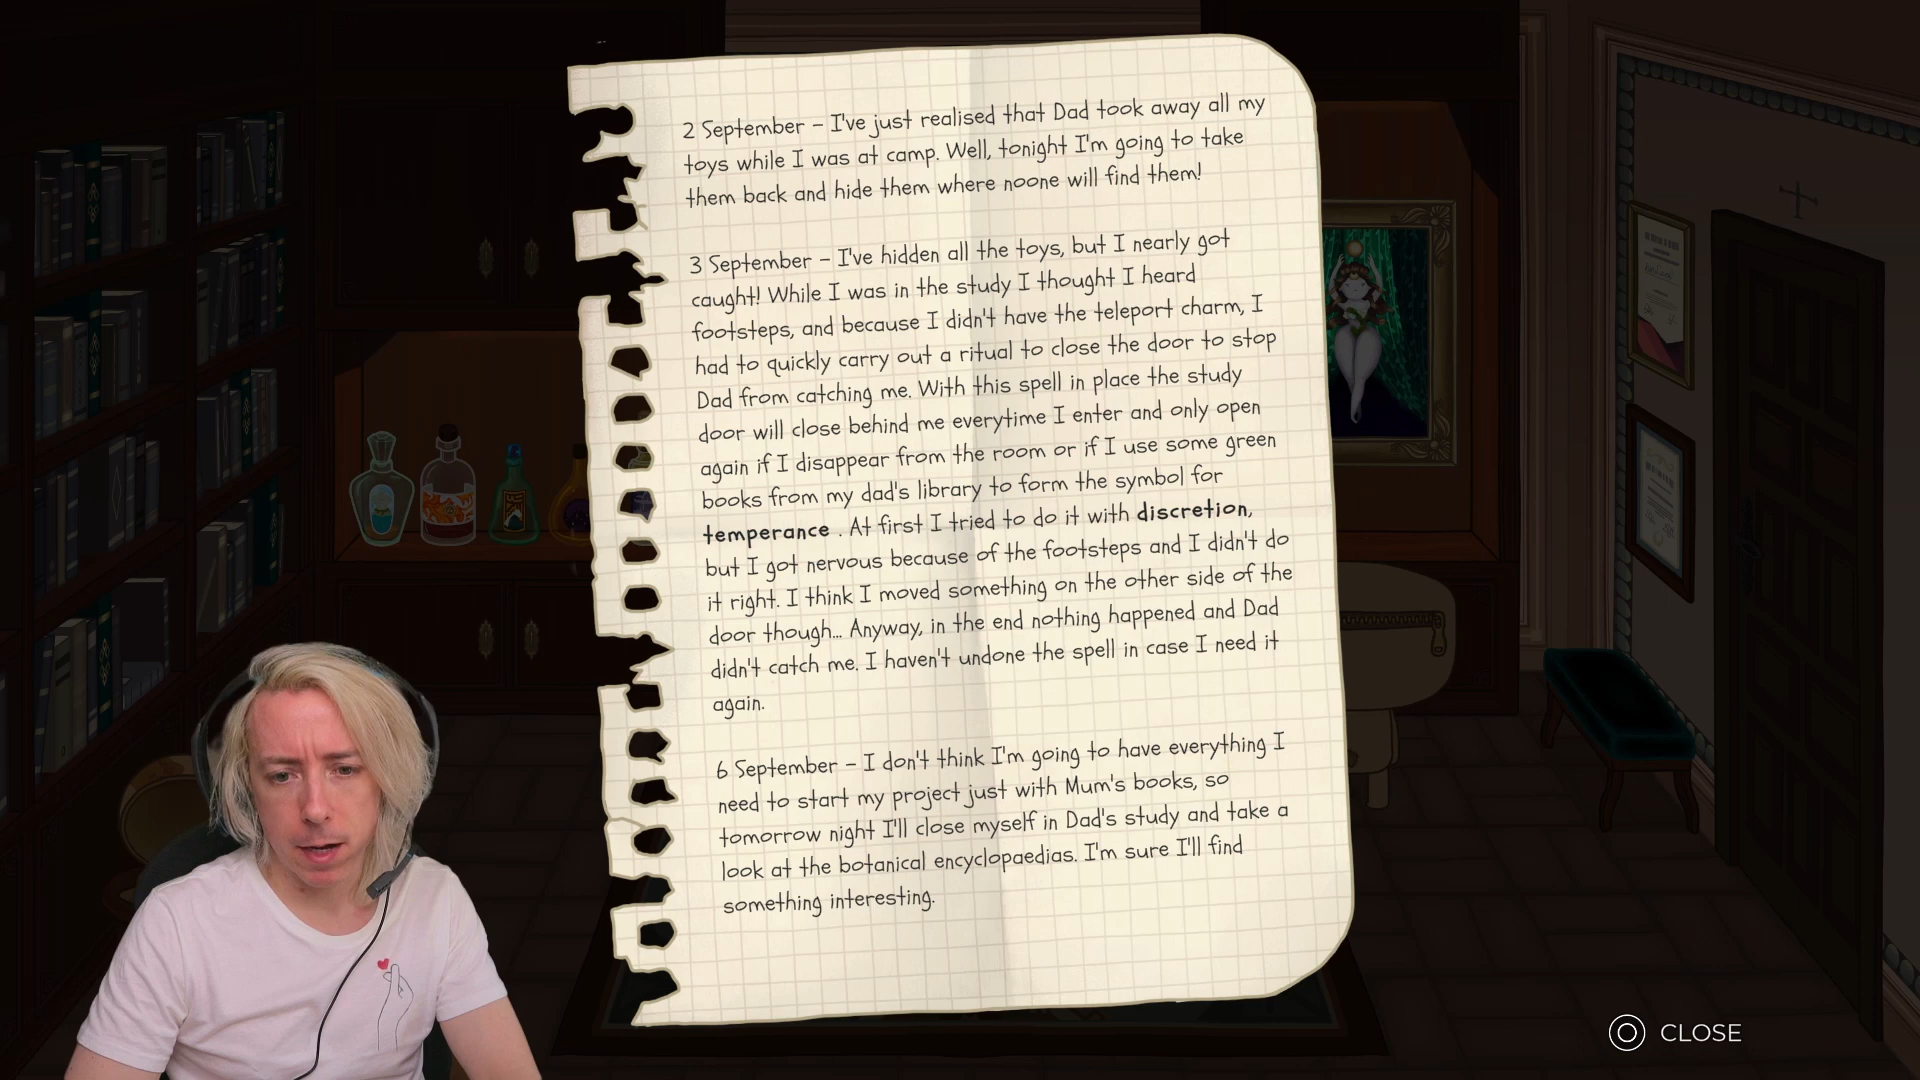 2 September - I've just realised that Dad took away all my
toys while I was at camp. Well, tonight I'm going to take
them back and hide them where noone will find them!
3 September - I've hidden all the toys, but I nearly got
caught! While I was in the study I thought I heard
footsteps, and because I didn't have the teleport charm, I
had to quickly carry out a ritual to close the door to stop
Dad from catching me. With this spell in place the study
door will close behind me everytime I enter and only open
again if I disappear from the room or if I use some green
books from my dad's library to form the symbol for
temperance . At first I tried to do it with discretion,
but I got nervous because of the footsteps and I didn't do
it right. I think I moved something on the other side of the
door though... Anyway, in the end nothing happened and Dad
didn't catch me. I haven't undone the spell in case I need it
again.
6 September - I don't think I'm going to have everything I
need to start my project just with Mum's books, so
tomorrow night I'll close myself in Dad's study and take a
look at the botanical encyclopaedias. I'm sure I'll find
something interesting.
CLOSE